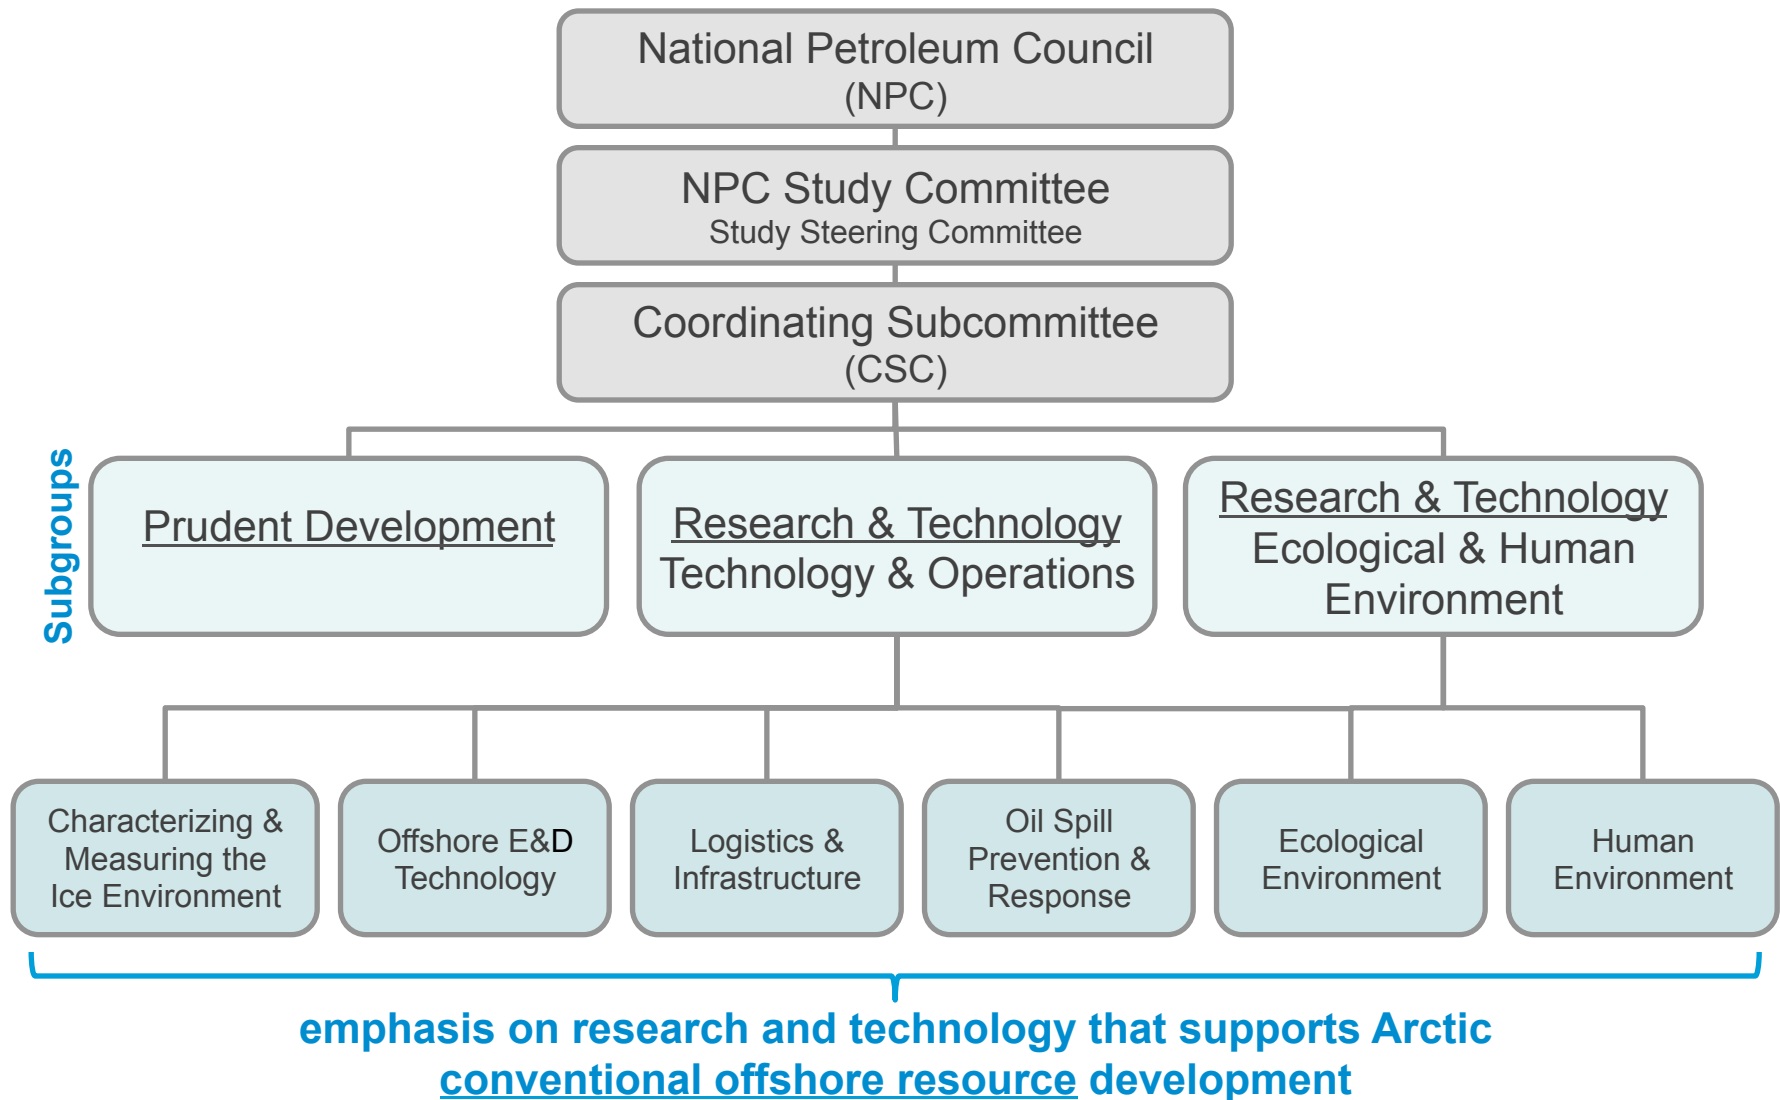 National Petroleum Council
(NPC)
NPC Study Committee
Study Steering Committee
Coordinating Subcommittee
(CSC)
Subgroups
Prudent Development
Research & Technology
Technology & Operations
Research & Technology
Ecological & Human
Environment
Characterizing &
Measuring the
Ice Environment
Offshore E&D
Technology
Logistics &
Infrastructure
Oil Spill
Prevention &
Response
Ecological
Environment
Human
Environment
emphasis on research and technology that supports Arctic
conventional offshore resource development